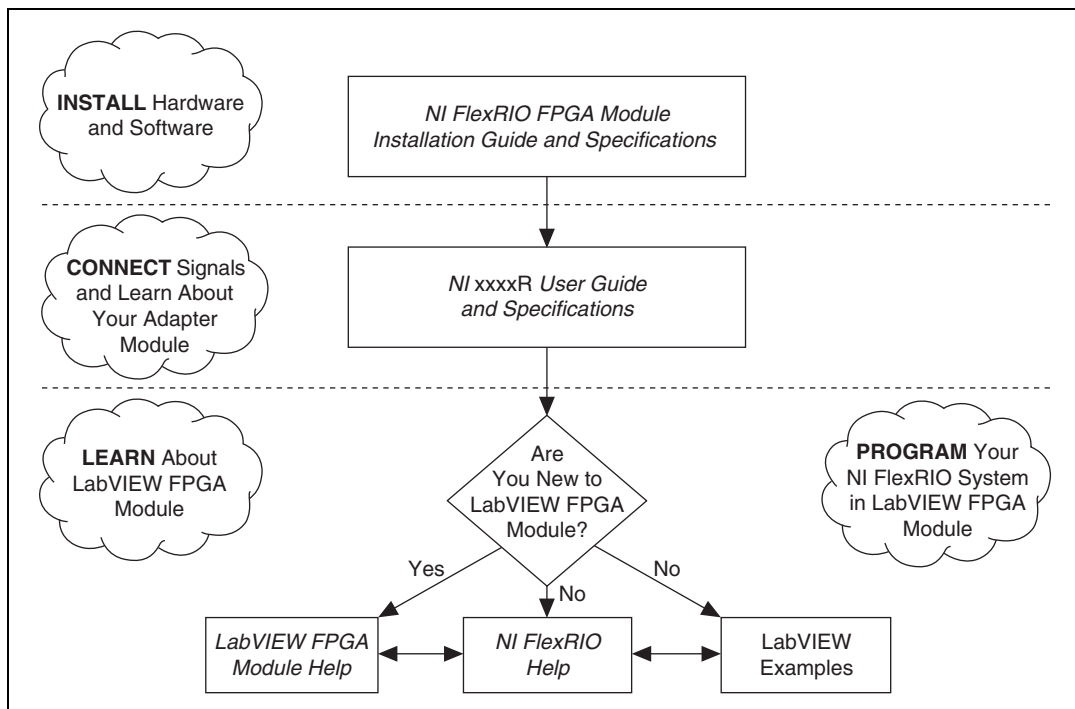 INSTALL Hardware
and Software
NI FlexRIO FPGA Module
Installation Guide and Specifications
CONNECT Signals
and Learn About
Your Adapter
Module
NI xxxxR User Guide
and Specifications
LEARN About
LabVIEW FPGA
Module
Are
You New to
LabVIEW FPGA
Module?
PROGRAM Your
NI FlexRIO System
in LabVIEW FPGA
Module
Yes
No
No
LabVIEW FPGA
Module Help
NI FlexRIO
Help
LabVIEW
Examples